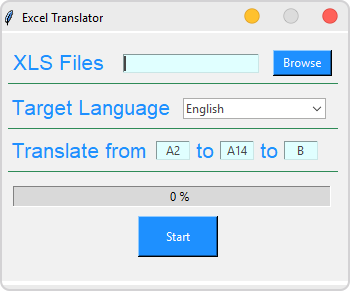 Excel Translator
XLS Files Browse
Target Language English
Translate from A2 to A14 to B
0 %
Start